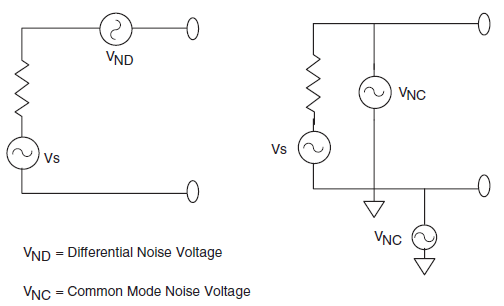 VND
Vs
VNC
Vs
VNC
VND = Differential Noise Voltage
VNC = Common Mode Noise Voltage